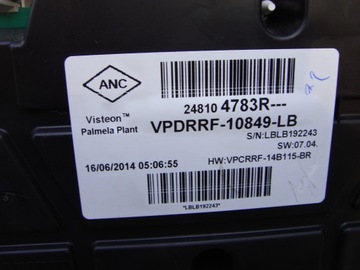 ANC
24810 4783R---
Visteon™
Palmela Plant
VPDRRF-10849-LB
S/N:LBLB192243
SW:07.04.
16/06/2014 05:06:55
HW:VPCRRF-14B115-BR
*LBLB192243*